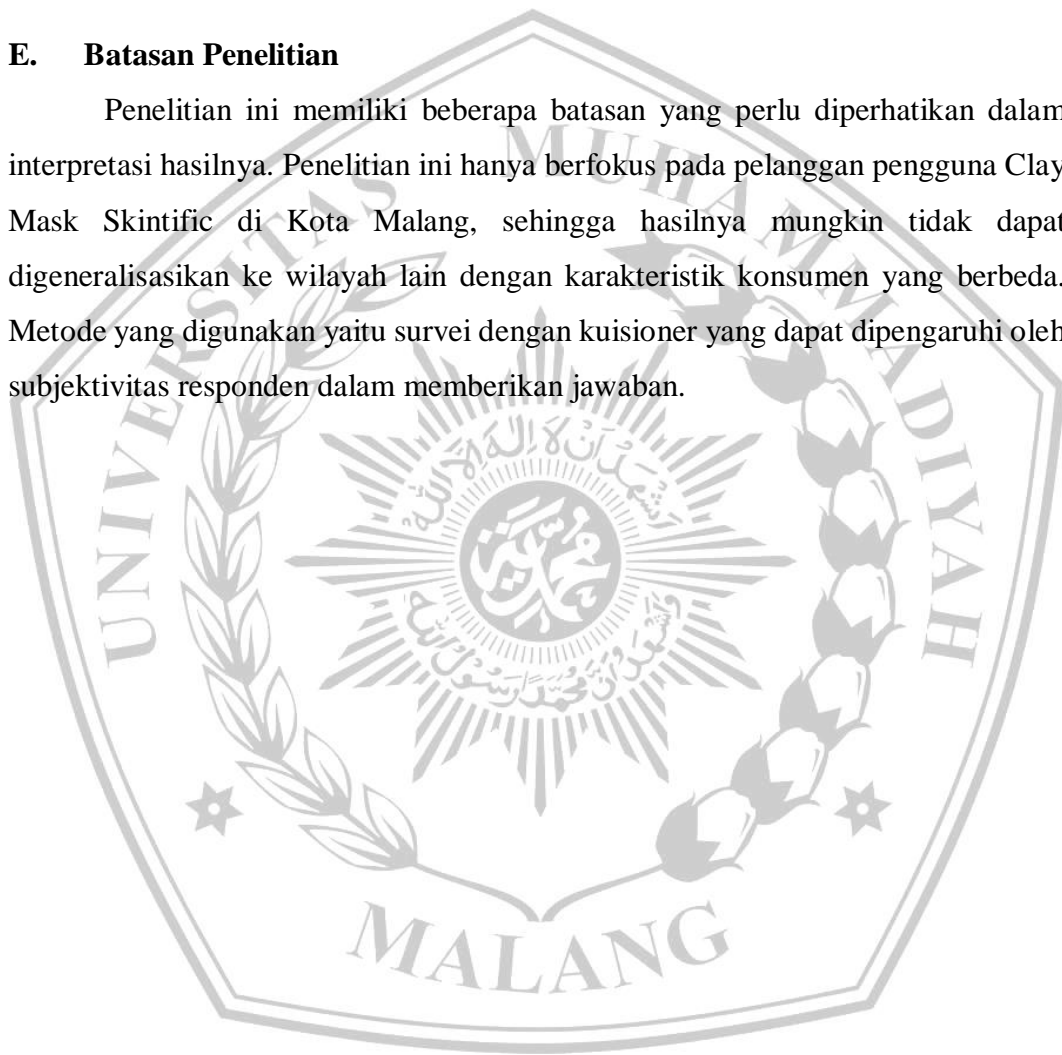 E. Batasan Penelitian
Penelitian ini memiliki beberapa batasan yang perlu diperhatikan dalam
interpretasi hasilnya. Penelitian ini hanya berfokus pada pelanggan pengguna Clay
Mask Skintific di Kota Malang, sehingga hasilnya mungkin tidak dapat
digeneralisasikan ke wilayah lain dengan karakteristik konsumen yang berbeda.
Metode yang digunakan yaitu survei dengan kuisioner yang dapat dipengaruhi oleh
subjektivitas responden dalam memberikan jawaban.
UNIVERSITAS MUHAMMADIYAH
MALANG